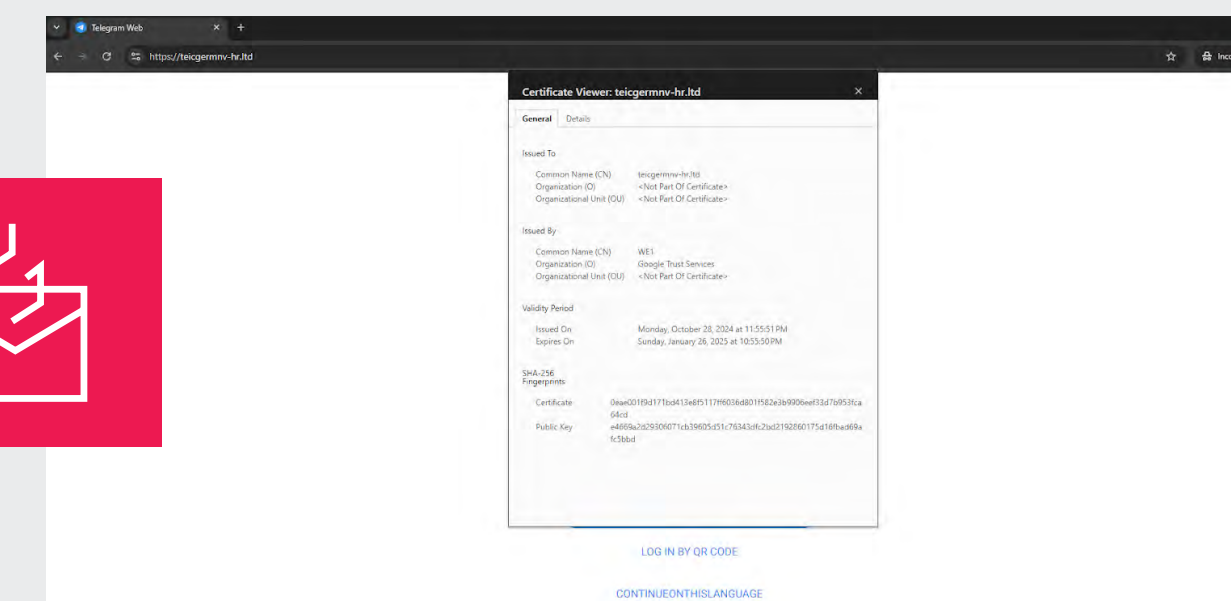 Telegram Web
https://teicgermnv-hr.ltd
Certificate Viewer: teicgermnv-hr.ltd
General Details
Issued To
Common Name (CN) teicgermnv-hr.ltd
Organization (O) <Not Part Of Certificate>
Organizational Unit (OU) <Not Part Of Certificate>
Issued By
Common Name (CN) WE1
Organization (O) Google Trust Services
Organizational Unit (OU) <Not Part Of Certificate>
Validity Period
Issued On Monday, October 28, 2024 at 11:55:51 PM
Expires On Sunday, January 26, 2025 at 10:55:50 PM
SHA-256
Fingerprints
Certificate
64cd
Public Key
fc5bbd
LOG IN BY QR CODE
CONTINUEONTHISLANGUAGE